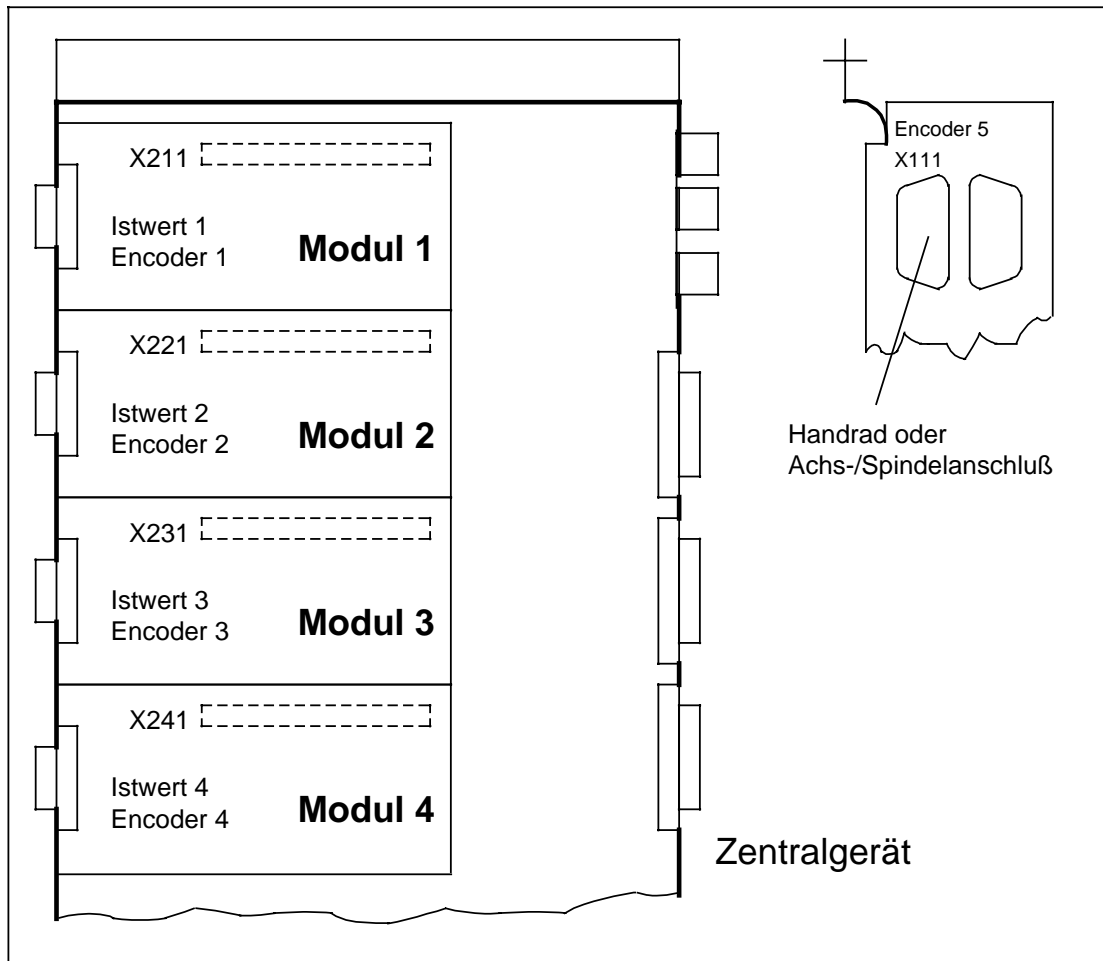 X211
Istwert 1
Encoder 1
Modul 1
X221
Istwert 2
Encoder 2
Modul 2
X231
Istwert 3
Encoder 3
Modul 3
X241
Istwert 4
Encoder 4
Modul 4
Encoder 5
X111
Handrad oder
Achs-/Spindelanschluß
Zentralgerät